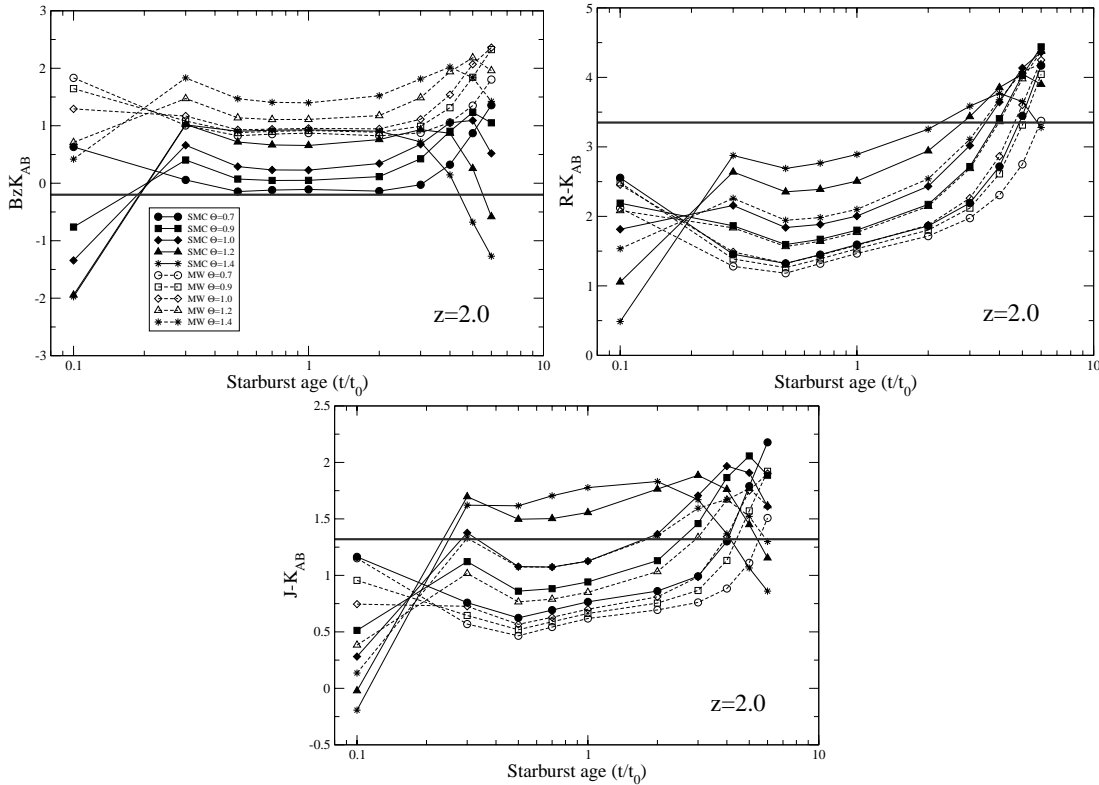 3
2
1
0
-1
-2
-3
BzK_AB
0.1
1
10
Starburst age (t/t_0)
SMC Θ=0.7
SMC Θ=0.9
SMC Θ=1.0
SMC Θ=1.2
SMC Θ=1.4
MW Θ=0.7
MW Θ=0.9
MW Θ=1.0
MW Θ=1.2
MW Θ=1.4
z=2.0
5
4
3
2
1
0
R-K_AB
0.1
1
10
Starburst age (t/t_0)
z=2.0
2.5
2
1.5
1
0.5
0
-0.5
J-K_AB
0.1
1
10
Starburst age (t/t_0)
z=2.0